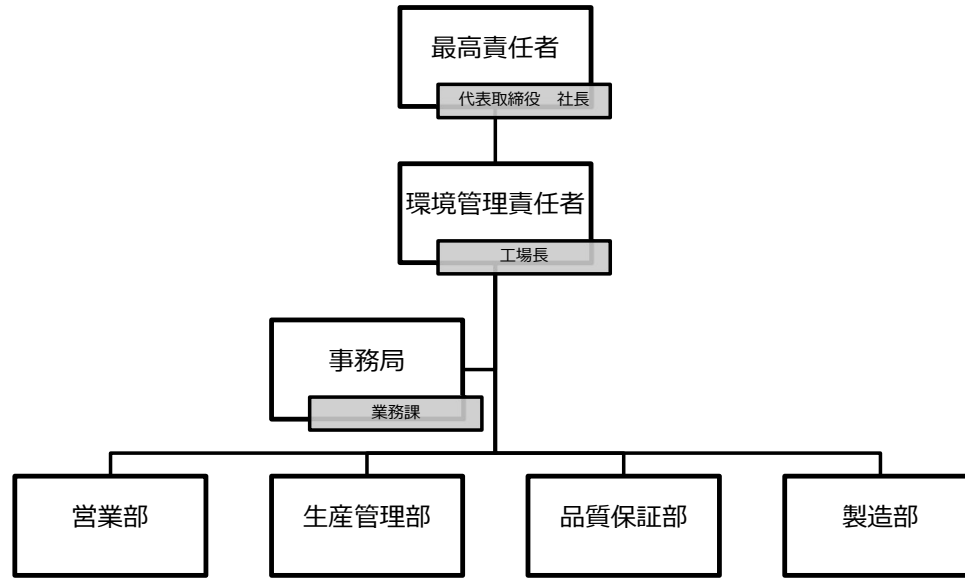 最高責任者
代表取締役　社長
環境管理責任者
工場長
事務局
業務課
営業部
生産管理部
品質保証部
製造部